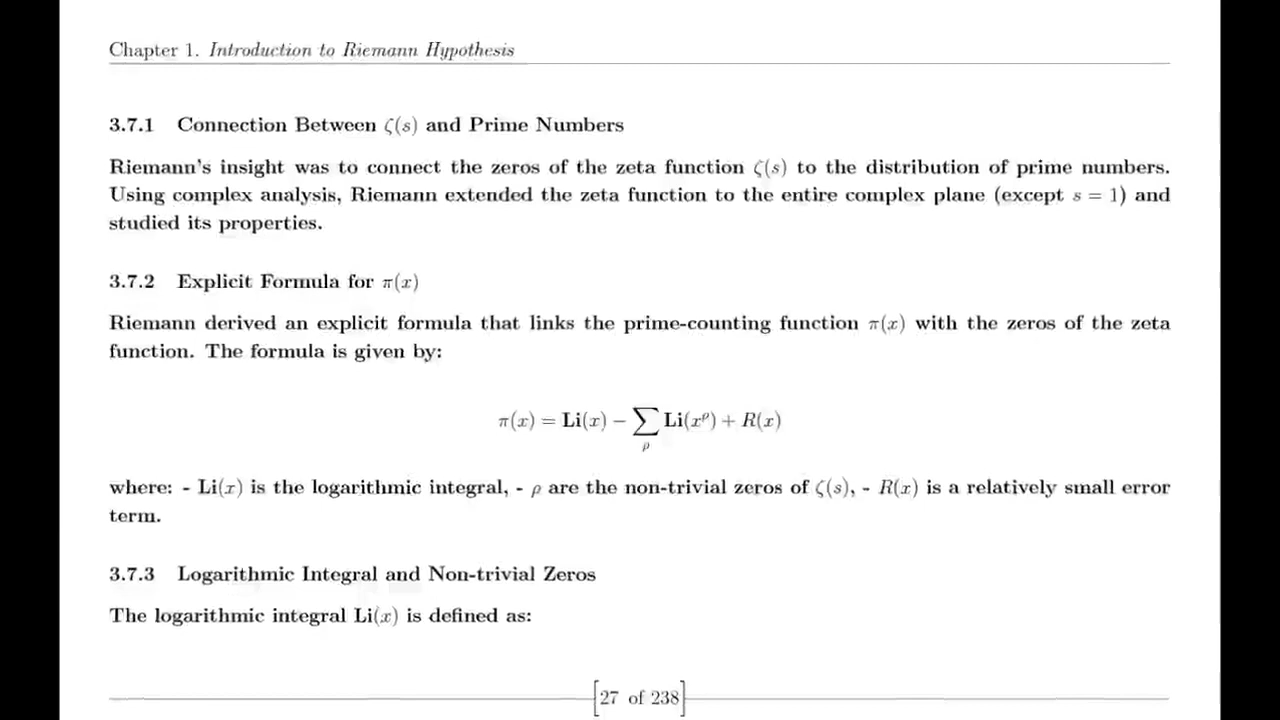 Chapter 1. Introduction to Riemann Hypothesis
3.7.1 Connection Between ζ(s) and Prime Numbers
Riemann's insight was to connect the zeros of the zeta function ζ(s) to the distribution of prime numbers.
Using complex analysis, Riemann extended the zeta function to the entire complex plane (except s = 1) and
studied its properties.
3.7.2 Explicit Formula for π(x)
Riemann derived an explicit formula that links the prime-counting function π(x) with the zeros of the zeta
function. The formula is given by:
π(x) = Li(x) − ∑ρ Li(x^ρ) + R(x)
where: - Li(x) is the logarithmic integral, - ρ are the non-trivial zeros of ζ(s), - R(x) is a relatively small error
term.
3.7.3 Logarithmic Integral and Non-trivial Zeros
The logarithmic integral Li(x) is defined as:
[27 of 238]